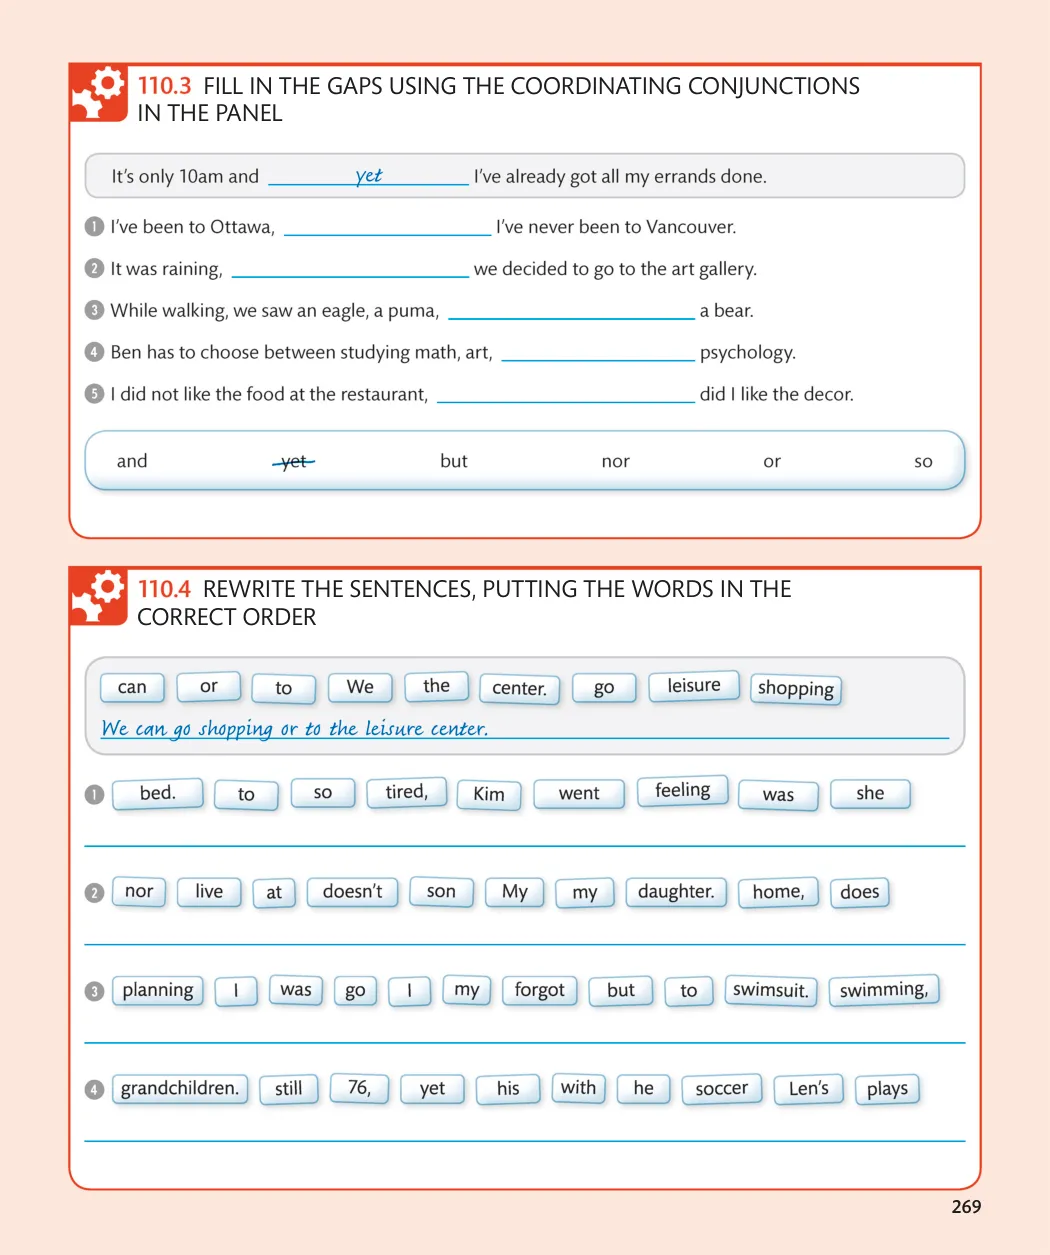 110.3 FILL IN THE GAPS USING THE COORDINATING CONJUNCTIONS
IN THE PANEL
It's only 10am and yet I've already got all my errands done.
1 I've been to Ottawa, I've never been to Vancouver.
2 It was raining, we decided to go to the art gallery.
3 While walking, we saw an eagle, a puma, a bear.
4 Ben has to choose between studying math, art, psychology.
5 I did not like the food at the restaurant, did I like the decor.
and yet but nor or so
110.4 REWRITE THE SENTENCES, PUTTING THE WORDS IN THE
CORRECT ORDER
can or to We the center. go leisure shopping
We can go shopping or to the leisure center.
1 bed. to so tired, Kim went feeling was she
2 nor live at doesn't son My my daughter. home, does
3 planning I was go I my forgot but to swimsuit. swimming,
4 grandchildren. still 76, yet his with he soccer Len's plays
269